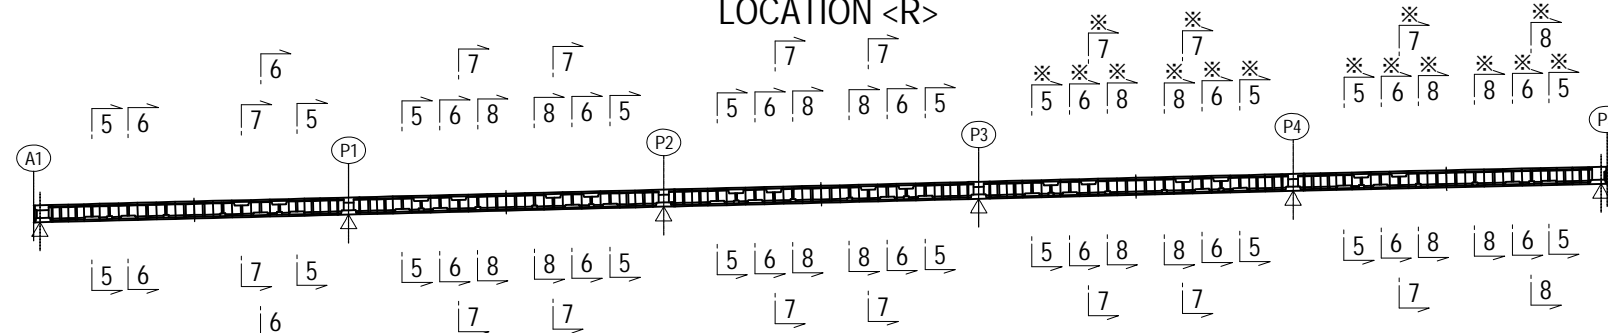 LOCATION <R>
※ ※ ※ ※
6 7 7 7 7 7 7 7 8
※ ※ ※ ※ ※ ※ ※ ※ ※ ※ ※ ※
5 6 7 5 5 6 8 8 6 5 5 6 8 8 6 5 5 6 8 8 6 5 5 6 8 8 6 5
A1 P1 P2 P3 P4 P
5 6 7 5 5 6 8 8 6 5 5 6 8 8 6 5 5 6 8 8 6 5 5 6 8 8 6 5
6 7 7 7 7 7 7 7 8